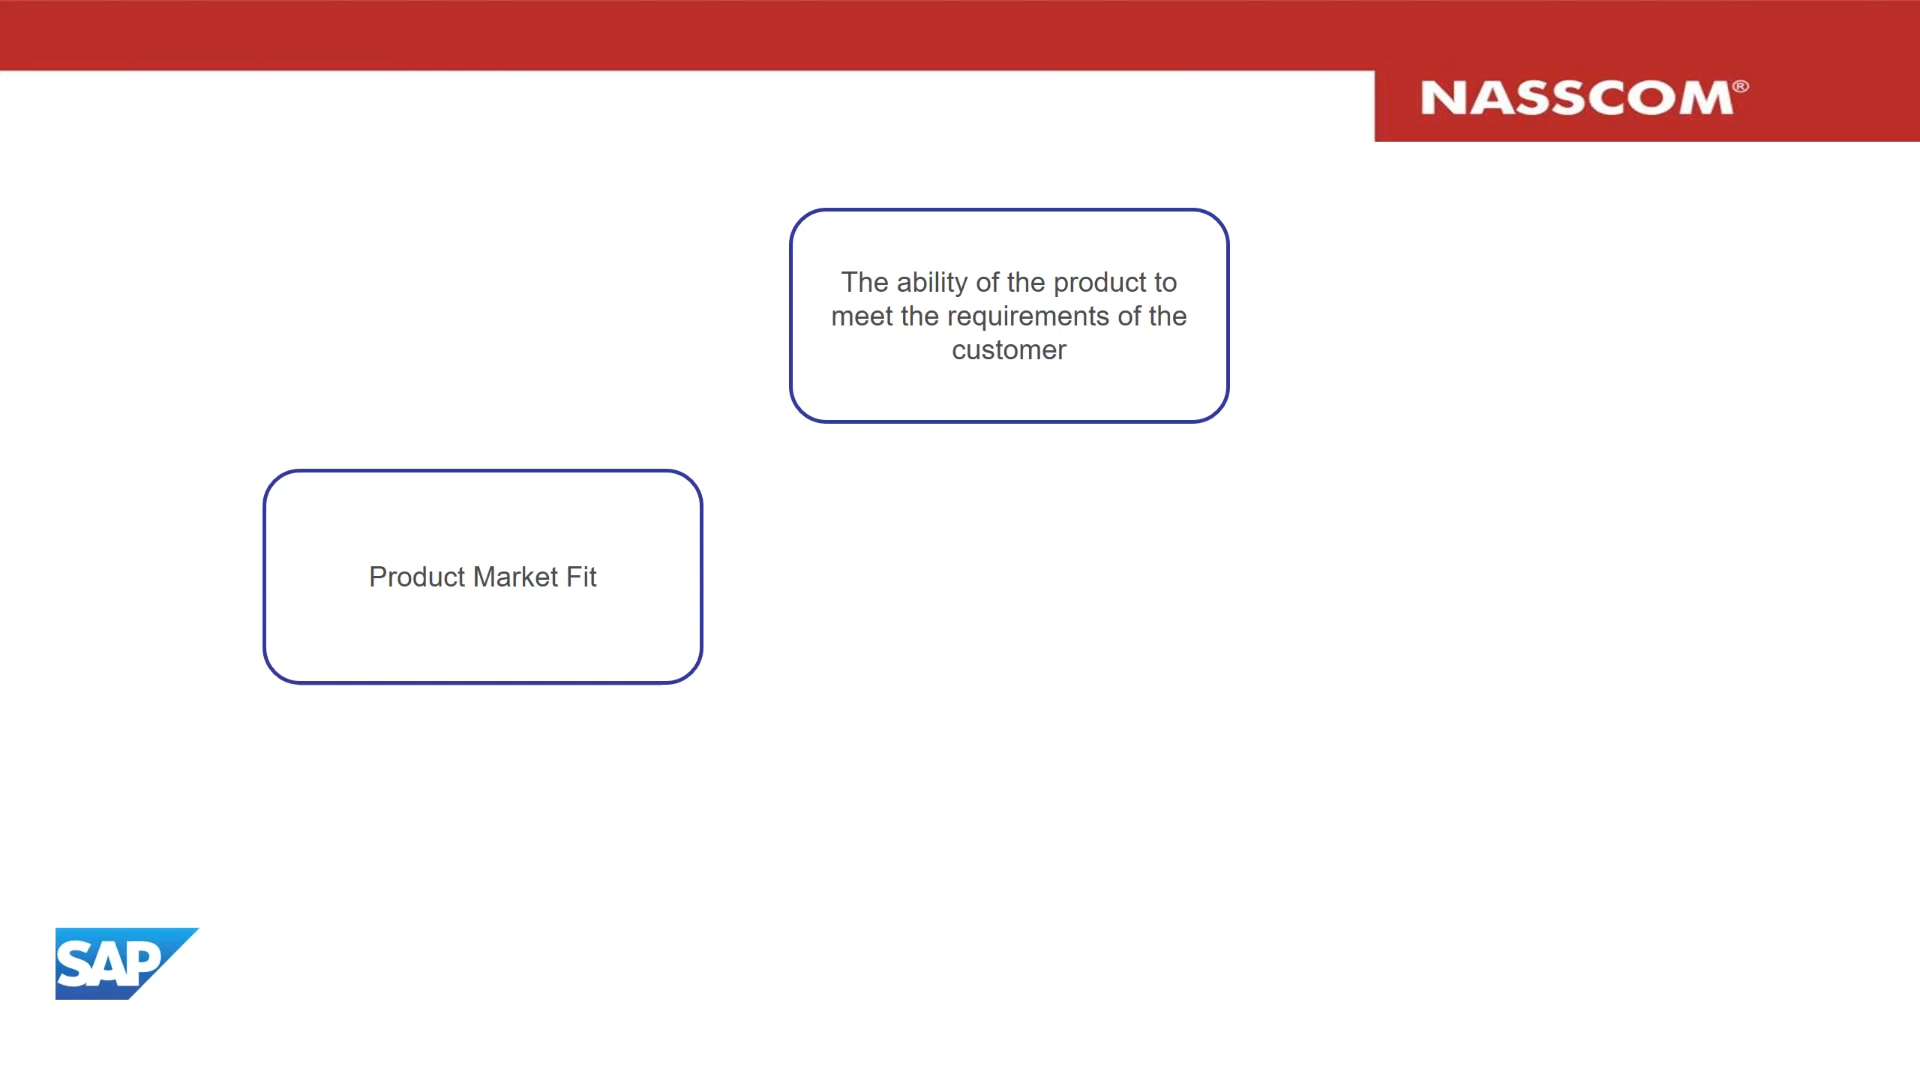 NASSCOM®
The ability of the product to
meet the requirements of the
customer
Product Market Fit
SAP